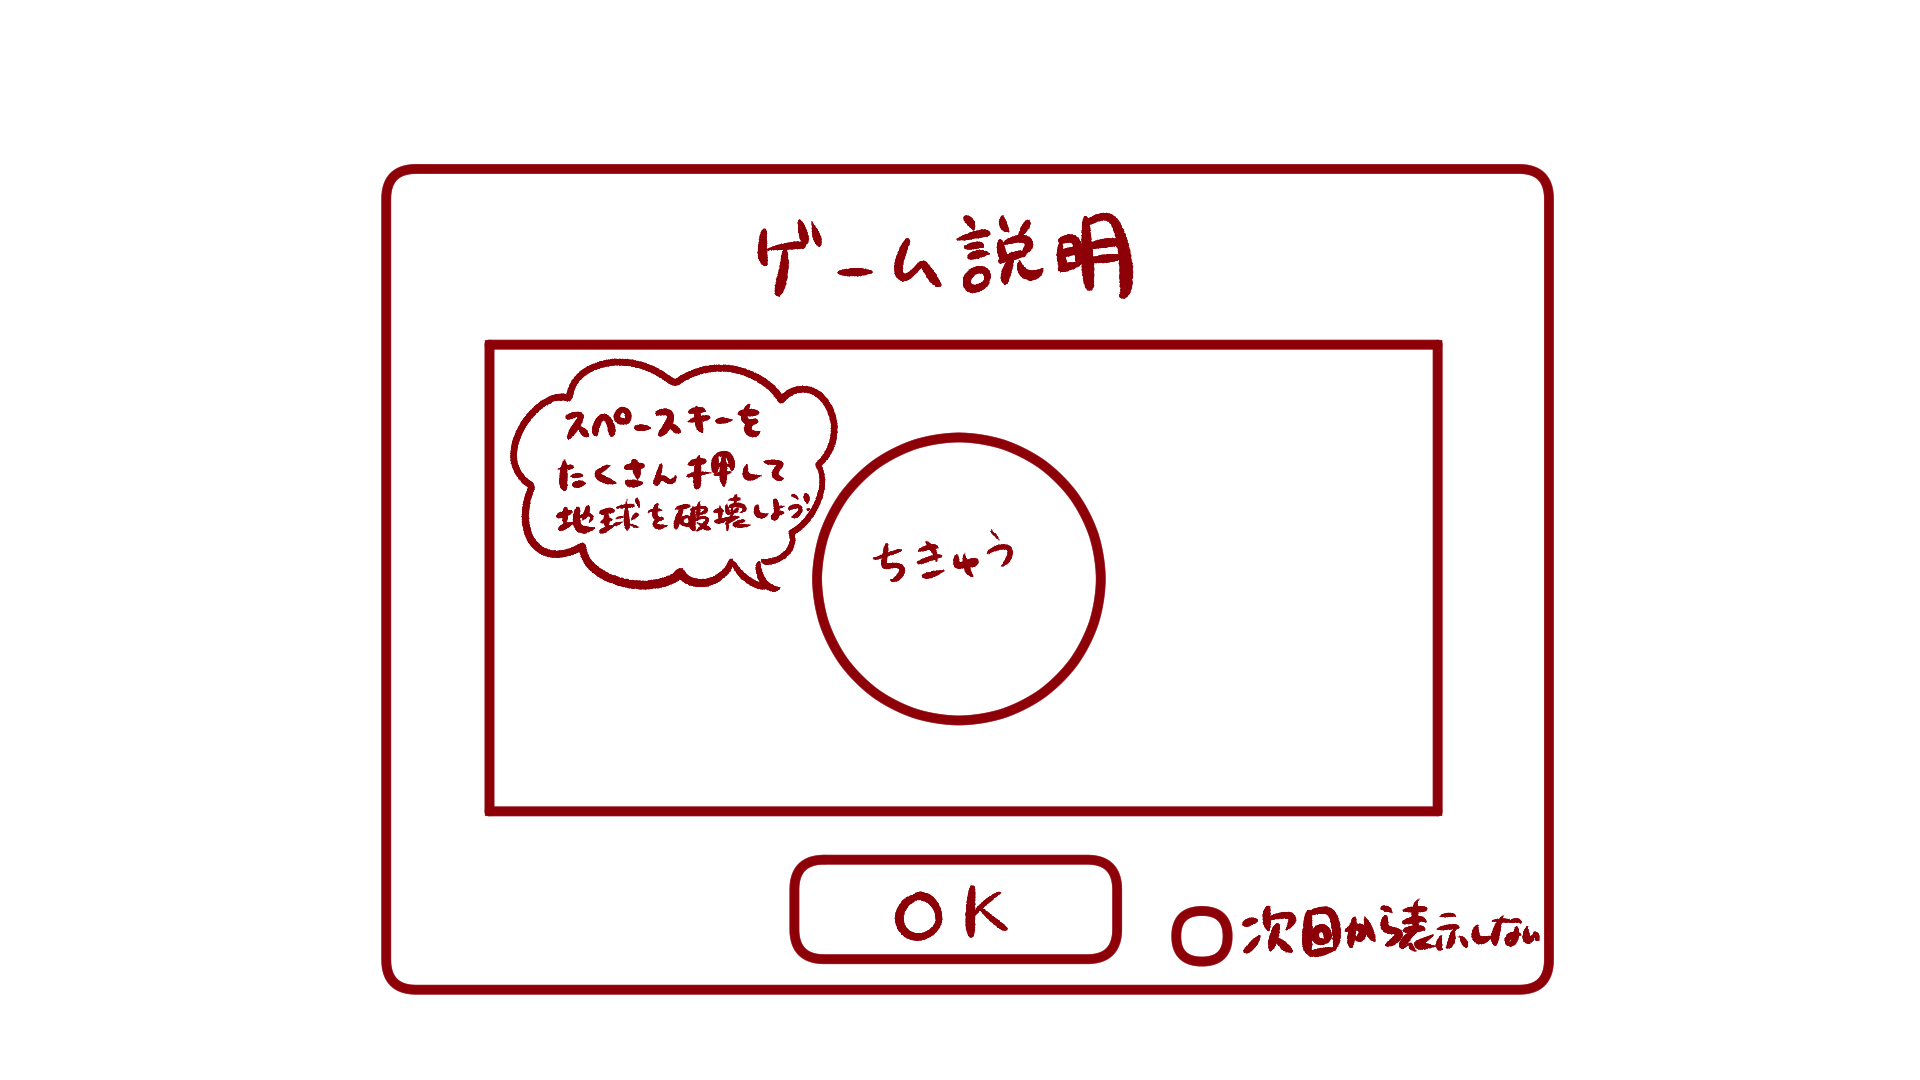 ゲーム説明
スペースキーを
たくさん押して
地球を破壊しよう!
ちきゅう
OK
次回から表示しない